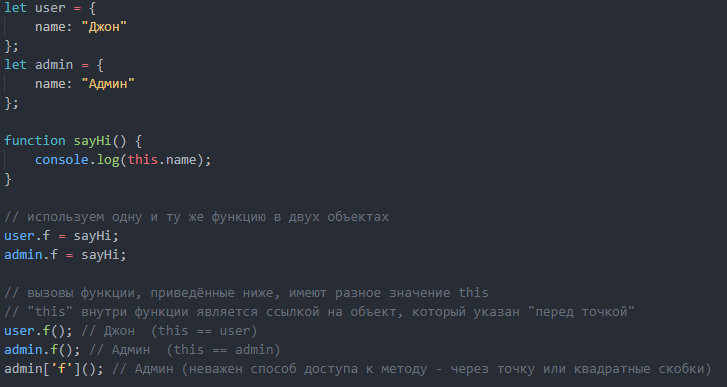 let user = {
    name: "Джон"
};
let admin = {
    name: "Админ"
};

function sayHi() {
    console.log(this.name);
}

// используем одну и ту же функцию в двух объектах
user.f = sayHi;
admin.f = sayHi;

// вызовы функции, приведённые ниже, имеют разное значение this
// "this" внутри функции является ссылкой на объект, который указан "перед точкой"
user.f(); // Джон  (this == user)
admin.f(); // Админ  (this == admin)
admin['f'](); // Админ (неважен способ доступа к методу - через точку или квадратные скобки)